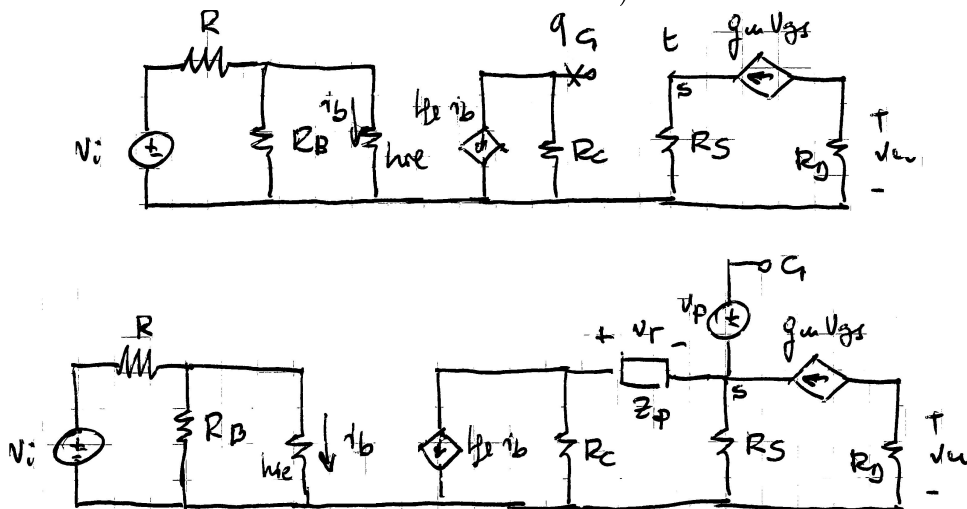 R
G
t
gm Vgs
s
Vi
RB
ib
hie
hfe ib
RC
RS
RD
+
Vu
-
G
vp
+ vr -
gm Vgs
R
Zp
s
Vi
RB
hie
ib
hfe ib
RC
RS
RD
+
Vu
-